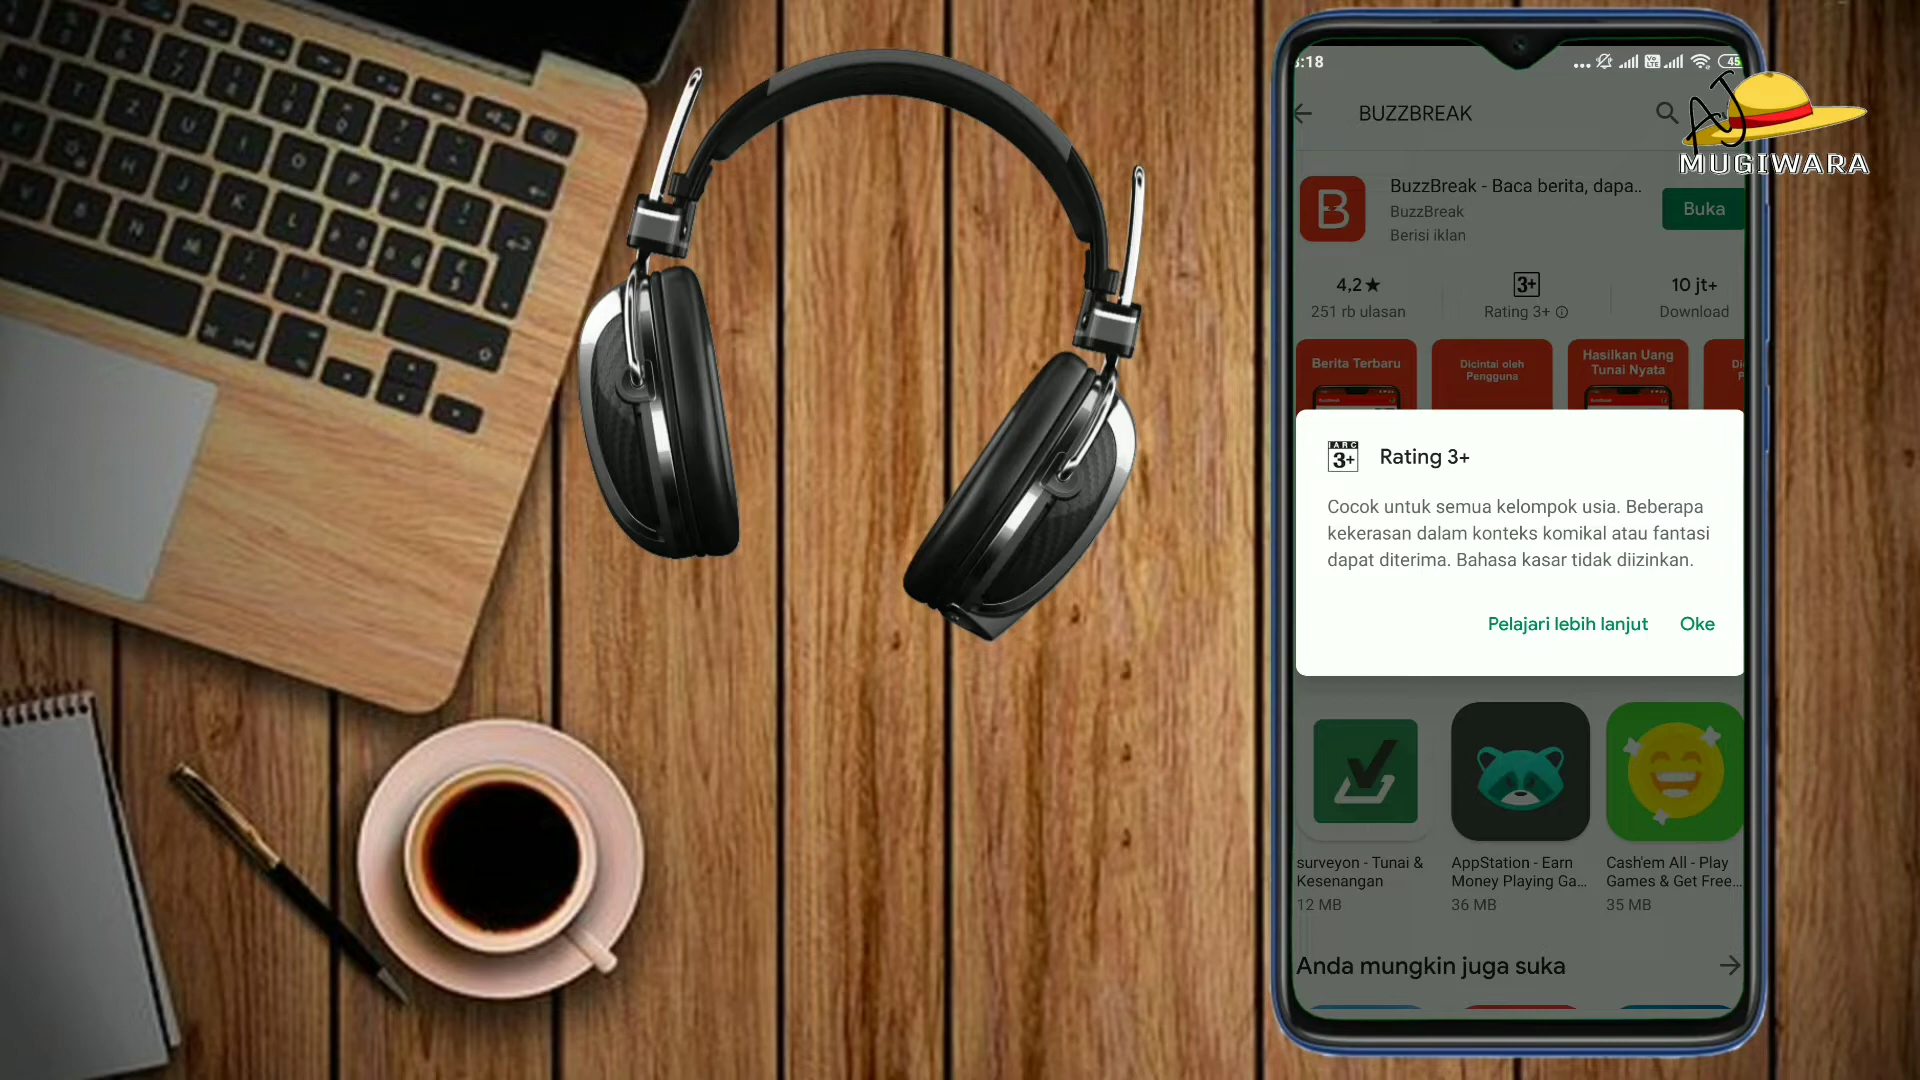 :18
45
BUZZBREAK
AJ
MUGIWARA
B
BuzzBreak - Baca berita, dapa..
BuzzBreak
Berisi iklan
Buka
4,2★
251 rb ulasan
3+
Rating 3+
10 jt+
Download
Berita Terbaru
Dicintai oleh
Pengguna
Hasilkan Uang
Tunai Nyata
IARC
3+
Rating 3+
Cocok untuk semua kelompok usia. Beberapa
kekerasan dalam konteks komikal atau fantasi
dapat diterima. Bahasa kasar tidak diizinkan.
Pelajari lebih lanjut
Oke
surveyon - Tunai &
Kesenangan
12 MB
AppStation - Earn
Money Playing Ga...
36 MB
Cash'em All - Play
Games & Get Free...
35 MB
Anda mungkin juga suka